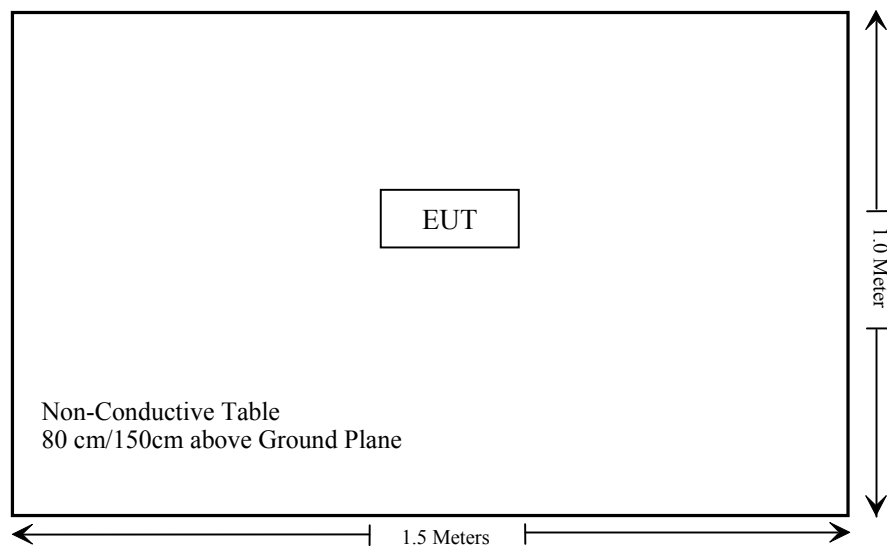 EUT
1.0 Meter
Non-Conductive Table
80 cm/150cm above Ground Plane
1.5 Meters